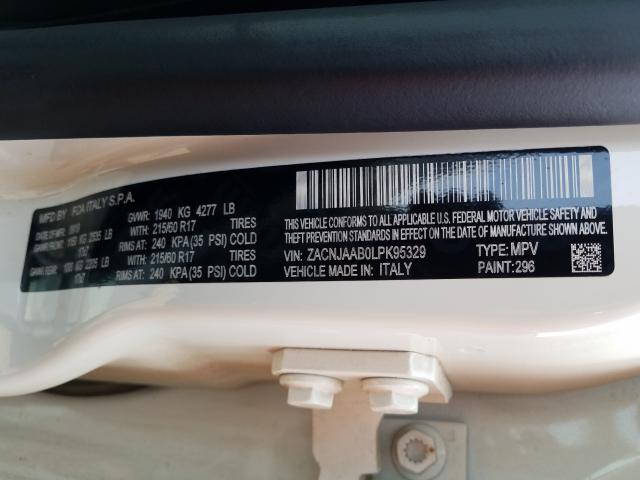 MFD BY FCA ITALY S.P.A.
GVWR: 1940 KG 4277 LB
WITH: 215/60 R17 TIRES
RIMS AT: 240 KPA(35 PSI) COLD
WITH: 215/60 R17 TIRES
RIMS AT: 240 KPA(35 PSI) COLD
THIS VEHICLE CONFORMS TO ALL APPLICABLE U.S. FEDERAL MOTOR VEHICLE SAFETY AND
THEFT PREVENTION STANDARDS IN EFFECT ON THE DATE OF MANUFACTURE SHOWN ABOVE.
VIN: ZACNJAAB0LPK95329 TYPE: MPV
VEHICLE MADE IN: ITALY PAINT: 296